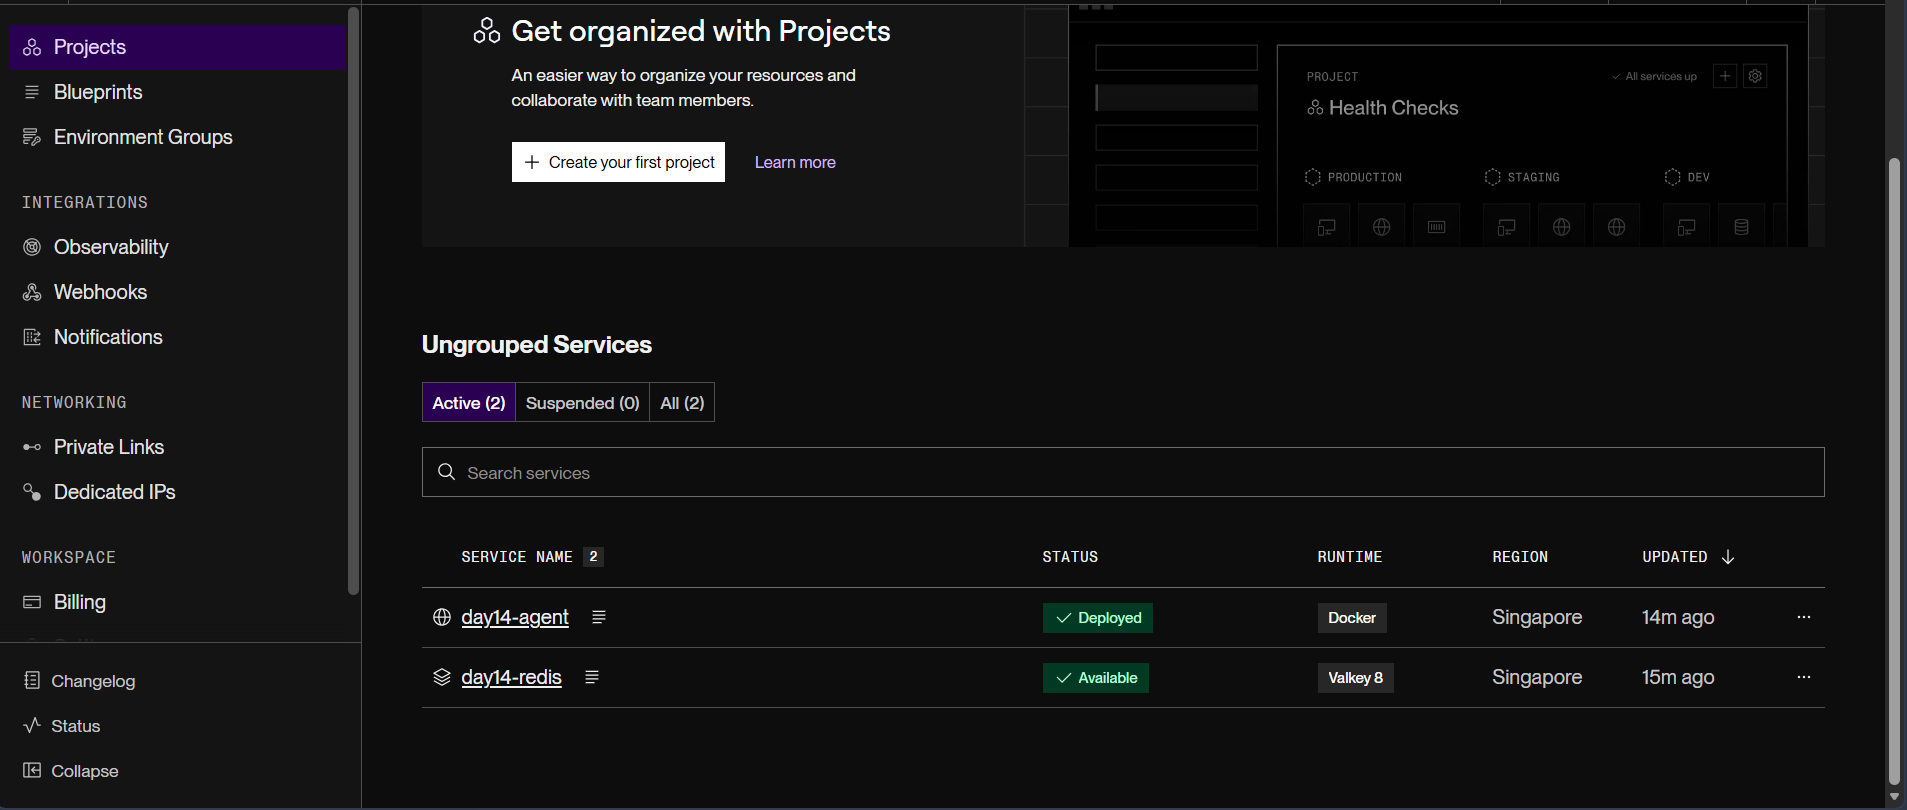 Projects
Blueprints
Environment Groups
INTEGRATIONS
Observability
Webhooks
Notifications
NETWORKING
Private Links
Dedicated IPs
WORKSPACE
Billing
Changelog
Status
Collapse
Get organized with Projects
An easier way to organize your resources and
collaborate with team members.
Create your first project Learn more
PROJECT All services up
Health Checks
PRODUCTION STAGING DEV
Ungrouped Services
Active (2) Suspended (0) All (2)
Search services
SERVICE NAME 2 STATUS RUNTIME REGION UPDATED
day14-agent Deployed Docker Singapore 14m ago
day14-redis Available Valkey 8 Singapore 15m ago